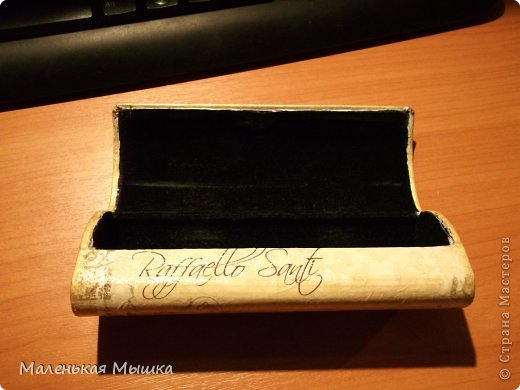 Raffaello Santi
Маленькая Мышка
© Страна Мастеров